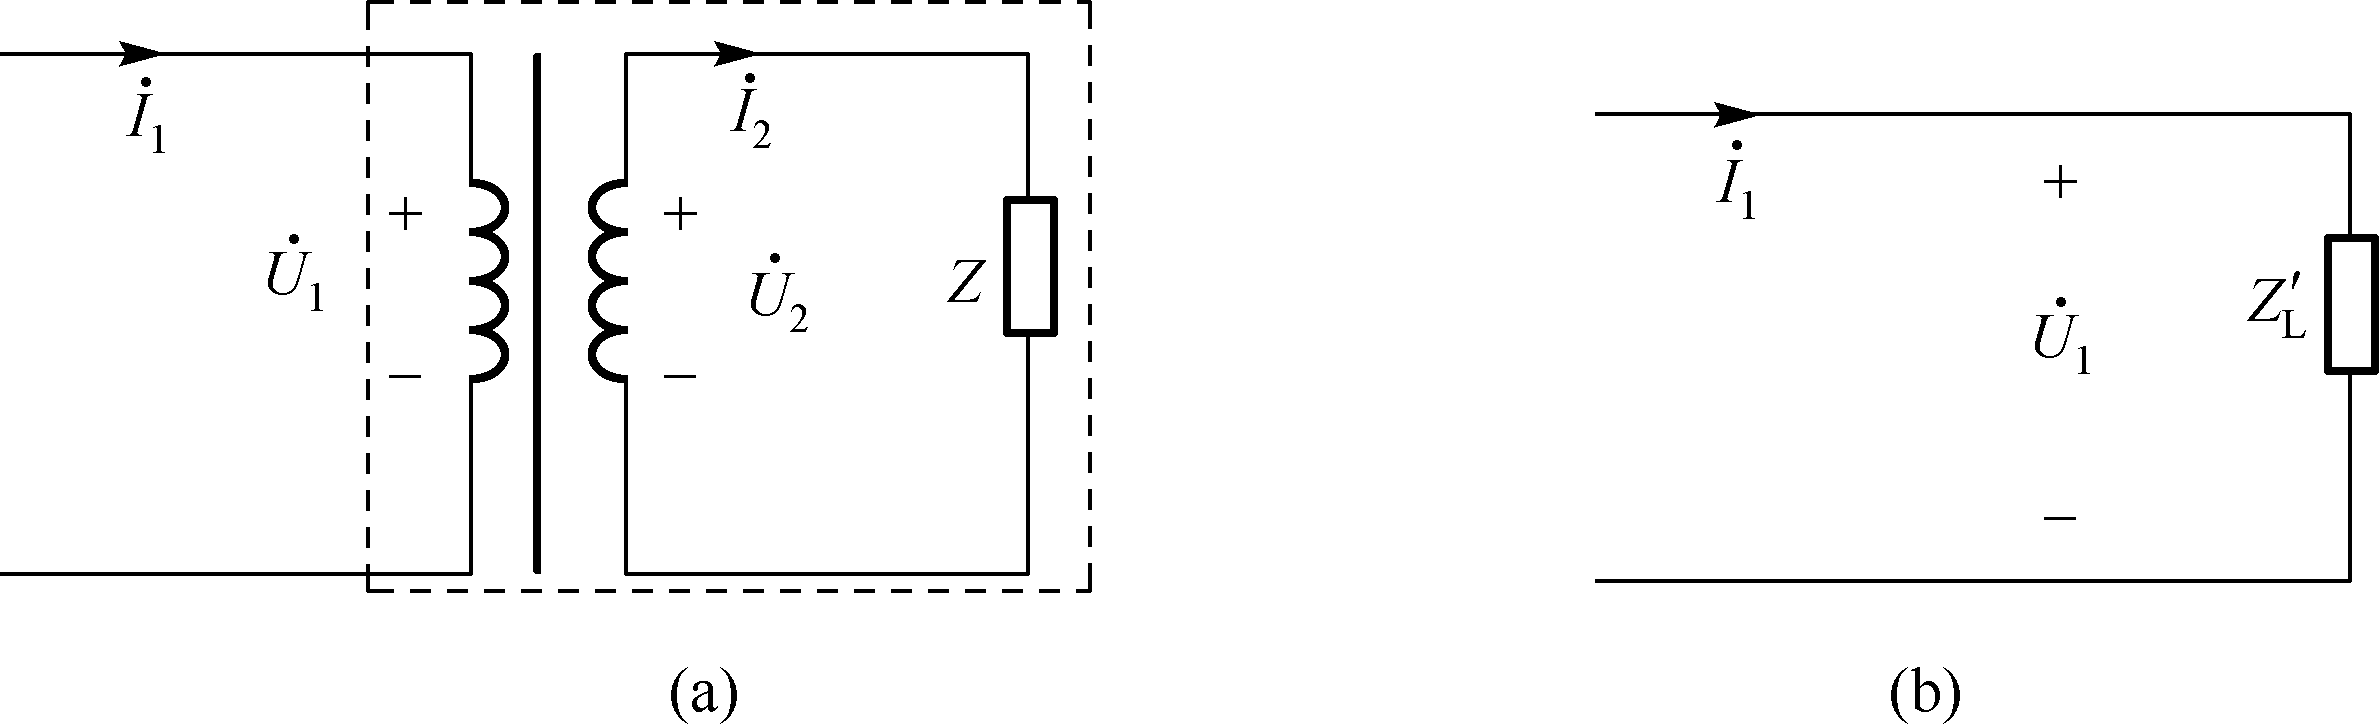 İ₁
İ₂
+
+
U̇₁
U̇₂
Z
−
−
(a)
İ₁
+
U̇₁
Z′L
−
(b)